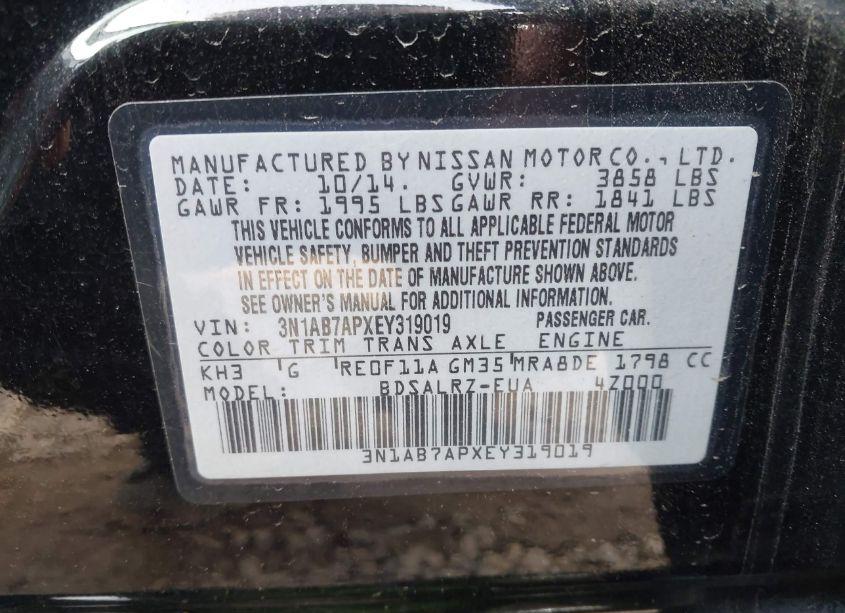 MANUFACTURED BY NISSAN MOTOR CO., LTD.
DATE: 10/14. GVWR: 3858 LBS
GAWR FR: 1995 LBS GAWR RR: 1841 LBS
THIS VEHICLE CONFORMS TO ALL APPLICABLE FEDERAL MOTOR
VEHICLE SAFETY, BUMPER AND THEFT PREVENTION STANDARDS
IN EFFECT ON THE DATE OF MANUFACTURE SHOWN ABOVE.
SEE OWNER'S MANUAL FOR ADDITIONAL INFORMATION.
VIN: 3N1AB7APXEY319019 PASSENGER CAR.
COLOR TRIM TRANS AXLE ENGINE
KH3 G RE0F11A GM35 MRA8DE 1798 CC
MODEL: BDSALRZ-EUA 4Z000
3N1AB7APXEY319019